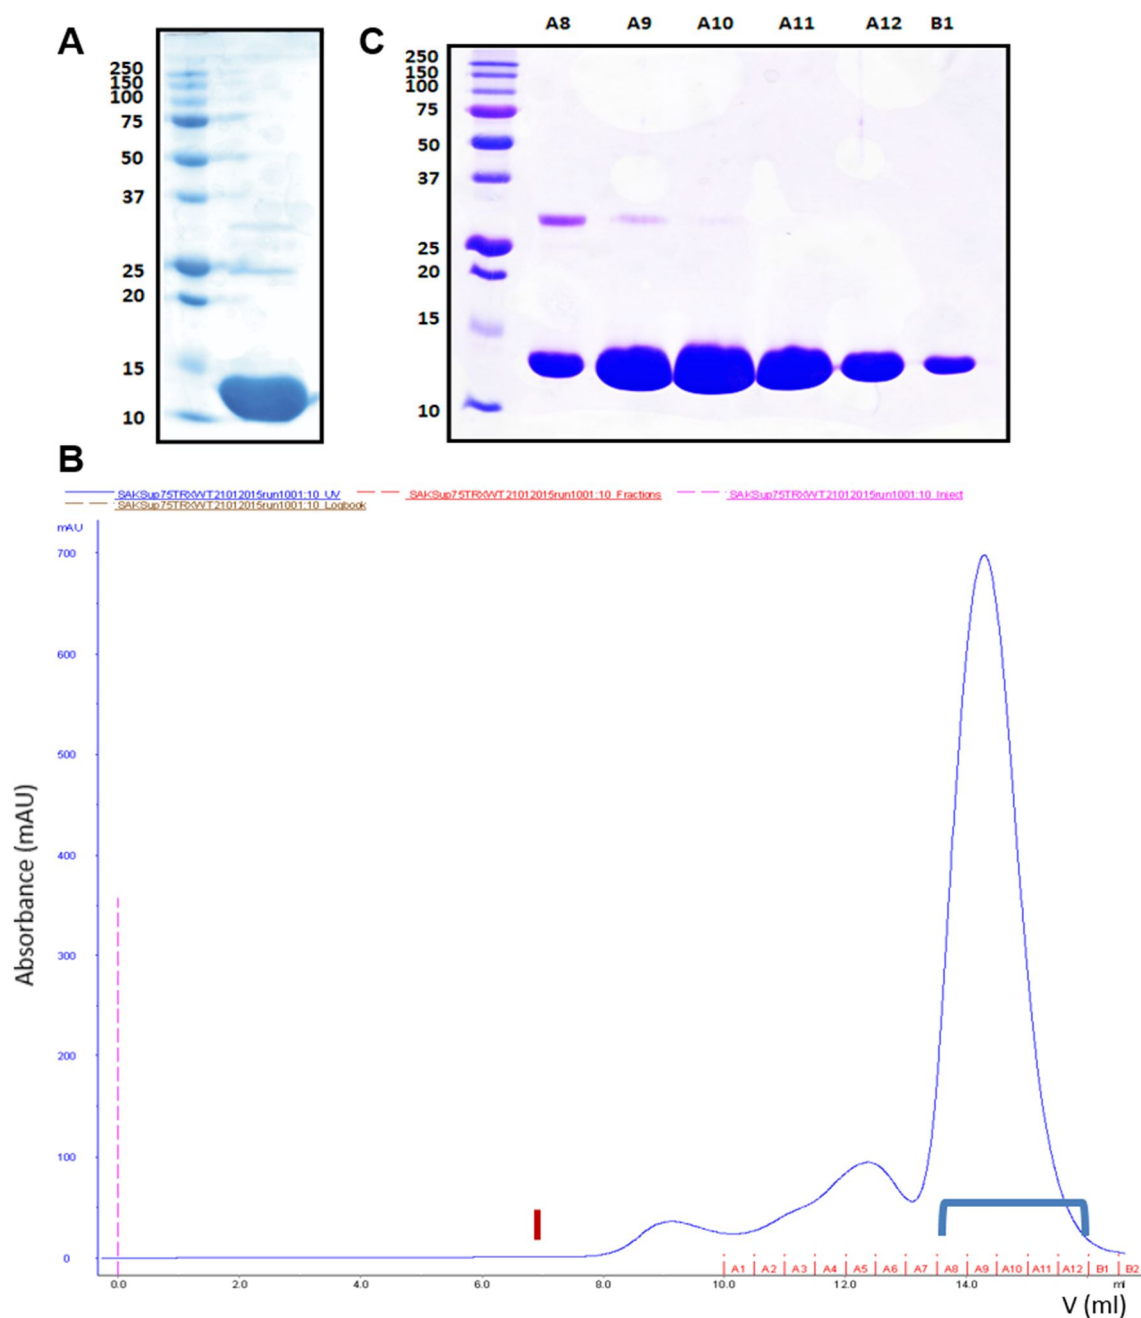 A
250
150
100
75
50
37
25
20
15
10
C
A8 A9 A10 A11 A12 B1
250
150
100
75
50
37
25
20
15
10
B
SAKSup75TRXWT21012015run1001:10_UV SAKSup75TRXWT21012015run1001:10_Fractions SAKSup75TRXWT21012015run1001:10_Inject
SAKSup75TRXWT21012015run1001:10_Logbook
mAU
700
600
500
400
300
200
100
0
Absorbance (mAU)
A1 A2 A3 A4 A5 A6 A7 A8 A9 A10 A11 A12 B1 B2
0.0 2.0 4.0 6.0 8.0 10.0 12.0 14.0 ml
V (ml)